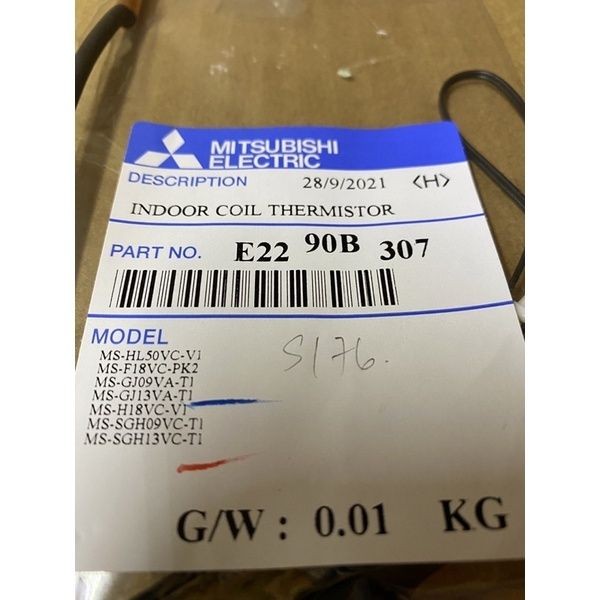 MITSUBISHI
ELECTRIC
DESCRIPTION 28/9/2021 <H>
INDOOR COIL THERMISTOR
PART NO. E22 90B 307
MODEL
MS-HL50VC-V1
MS-F18VC-PK2
MS-GJ09VA-T1
MS-GJ13VA-T1
MS-H18VC-V1
MS-SGH09VC-T1
MS-SGH13VC-T1
S176.
G/W : 0.01 KG